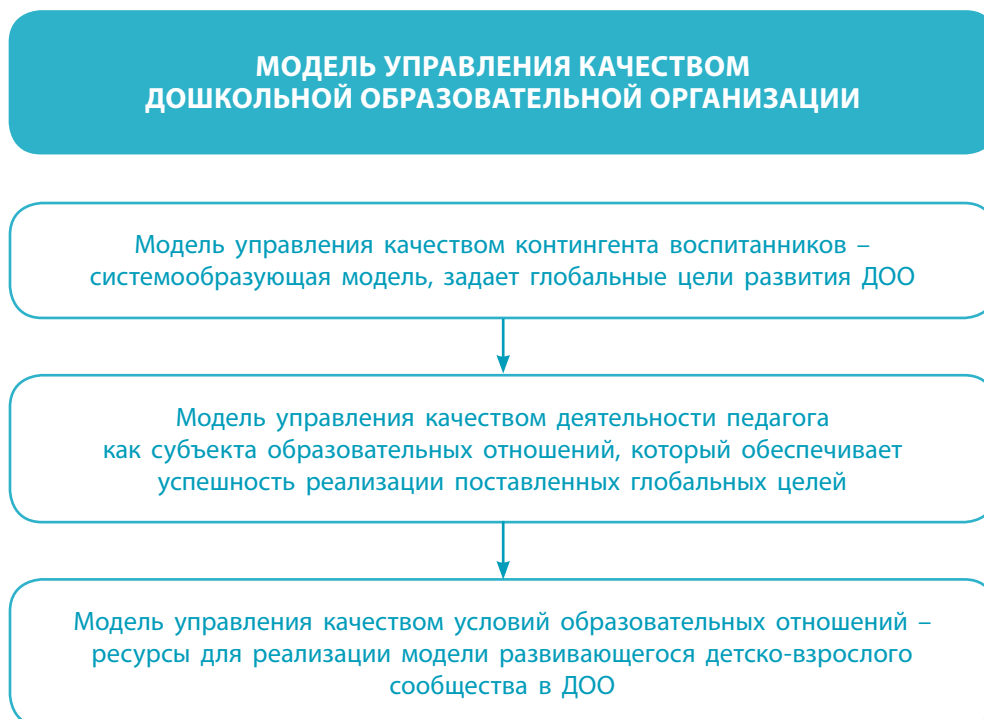 МОДЕЛЬ УПРАВЛЕНИЯ КАЧЕСТВОМ
ДОШКОЛЬНОЙ ОБРАЗОВАТЕЛЬНОЙ ОРГАНИЗАЦИИ
Модель управления качеством контингента воспитанников –
системообразующая модель, задает глобальные цели развития ДОО
Модель управления качеством деятельности педагога
как субъекта образовательных отношений, который обеспечивает
успешность реализации поставленных глобальных целей
Модель управления качеством условий образовательных отношений –
ресурсы для реализации модели развивающегося детско-взрослого
сообщества в ДОО